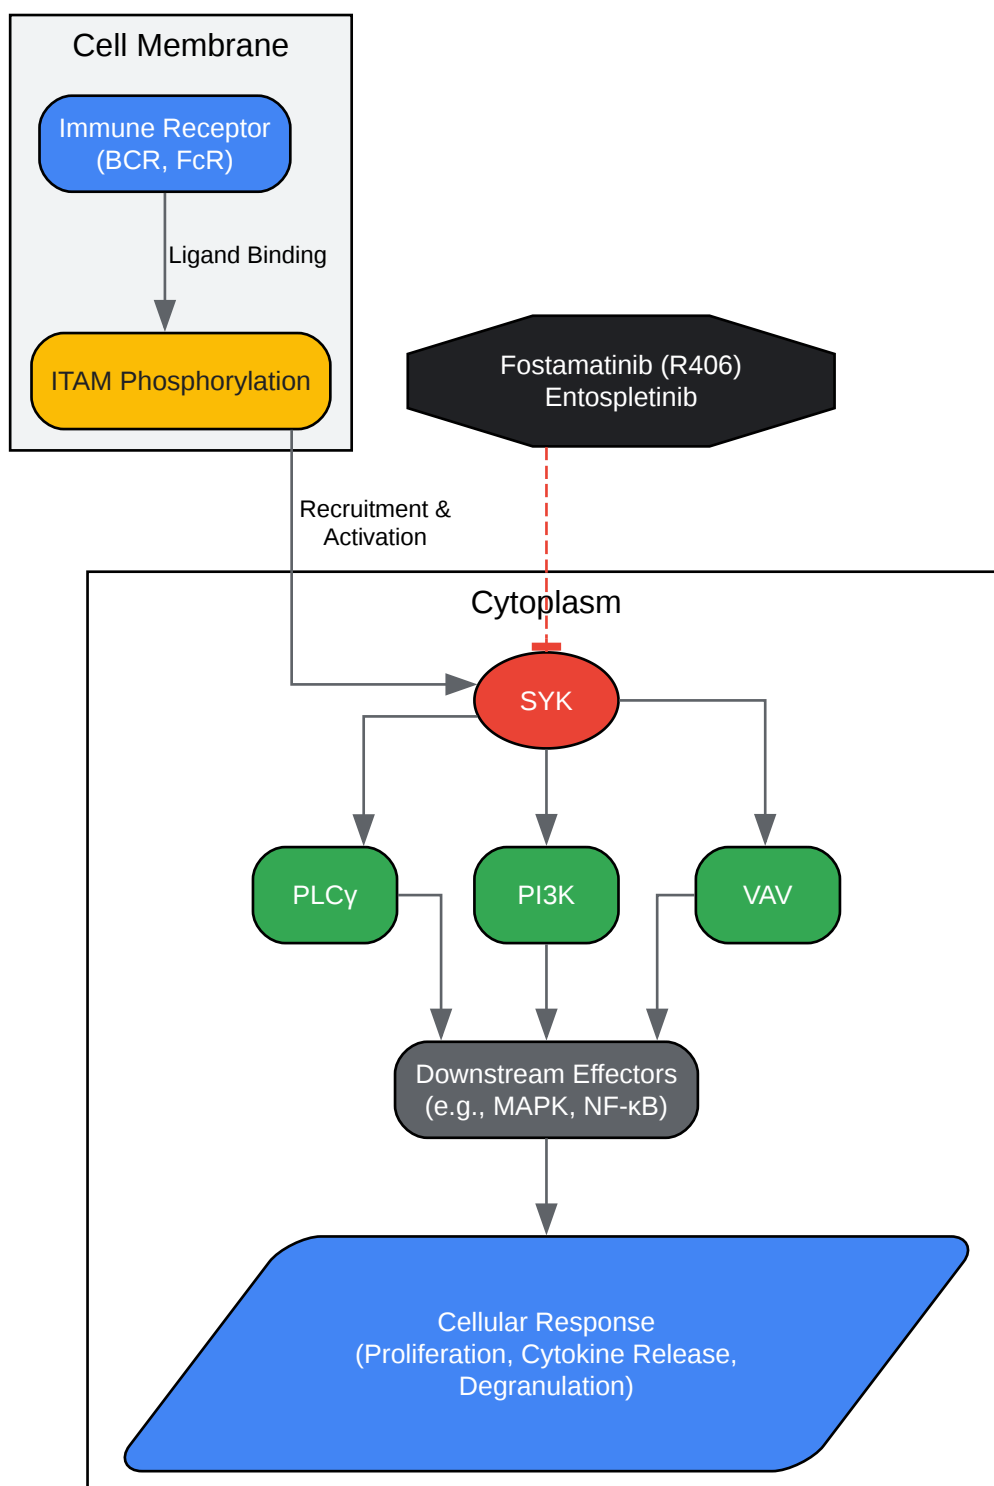 Cell Membrane
Immune Receptor
(BCR, FcR)
Ligand Binding
ITAM Phosphorylation
Fostamatinib (R406)
Entospletinib
Recruitment &
Activation
Cytoplasm
SYK
PLCγ
PI3K
VAV
Downstream Effectors
(e.g., MAPK, NF-κB)
Cellular Response
(Proliferation, Cytokine Release,
Degranulation)